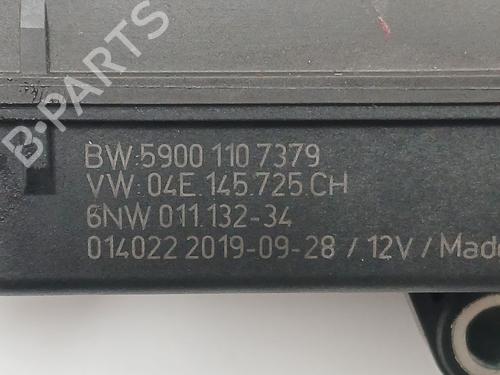 B-PARTS
BW:5900 110 7379
VW: 04E.145.725.CH
6NW 011.132-34
014022 2019-09-28 / 12V / Made